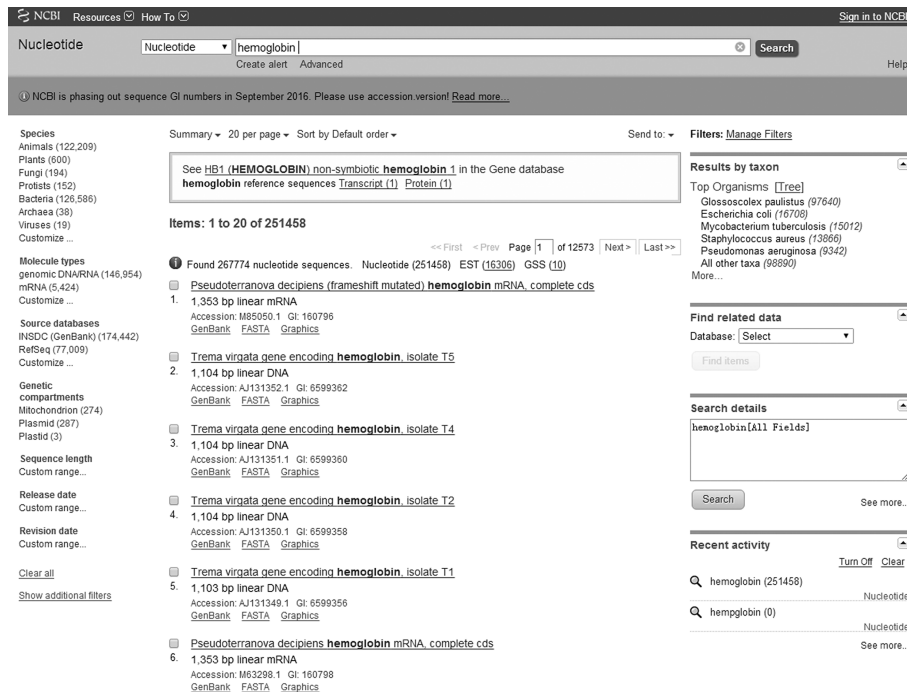 NCBI Resources How To Sign in to NCBI
Nucleotide Nucleotide hemoglobin Search
Create alert Advanced Help
NCBI is phasing out sequence GI numbers in September 2016. Please use accession.version! Read more...
Species
Animals (122,209)
Plants (600)
Fungi (194)
Protists (152)
Bacteria (126,586)
Archaea (38)
Viruses (19)
Customize ...
Molecule types
genomic DNA/RNA (146,954)
mRNA (5,424)
Customize ...
Source databases
INSDC (GenBank) (174,442)
RefSeq (77,009)
Customize ...
Genetic
compartments
Mitochondrion (274)
Plasmid (287)
Plastid (3)
Sequence length
Custom range...
Release date
Custom range...
Revision date
Custom range...
Clear all
Show additional filters
Summary 20 per page Sort by Default order Send to:
See HB1 (HEMOGLOBIN) non-symbiotic hemoglobin 1 in the Gene database
hemoglobin reference sequences Transcript (1) Protein (1)
Items: 1 to 20 of 251458
<< First < Prev Page 1 of 12573 Next > Last >>
Found 267774 nucleotide sequences. Nucleotide (251458) EST (16306) GSS (10)
Pseudoterranova decipiens (frameshift mutated) hemoglobin mRNA, complete cds
1. 1,353 bp linear mRNA
Accession: M85050.1 GI: 160796
GenBank FASTA Graphics
Trema virgata gene encoding hemoglobin, isolate T5
2. 1,104 bp linear DNA
Accession: AJ131352.1 GI: 6599362
GenBank FASTA Graphics
Trema virgata gene encoding hemoglobin, isolate T4
3. 1,104 bp linear DNA
Accession: AJ131351.1 GI: 6599360
GenBank FASTA Graphics
Trema virgata gene encoding hemoglobin, isolate T2
4. 1,104 bp linear DNA
Accession: AJ131350.1 GI: 6599358
GenBank FASTA Graphics
Trema virgata gene encoding hemoglobin, isolate T1
5. 1,103 bp linear DNA
Accession: AJ131349.1 GI: 6599356
GenBank FASTA Graphics
Pseudoterranova decipiens hemoglobin mRNA, complete cds
6. 1,353 bp linear mRNA
Accession: M63298.1 GI: 160798
GenBank FASTA Graphics
Filters: Manage Filters
Results by taxon
Top Organisms [Tree]
Glossoscolex paulistus (97640)
Escherichia coli (16708)
Mycobacterium tuberculosis (15012)
Staphylococcus aureus (13866)
Pseudomonas aeruginosa (9342)
All other taxa (98890)
More...
Find related data
Database: Select
Find items
Search details
hemoglobin[All Fields]
Search See more...
Recent activity
Turn Off Clear
hemoglobin (251458)
Nucleotide
hempglobin (0)
Nucleotide
See more...